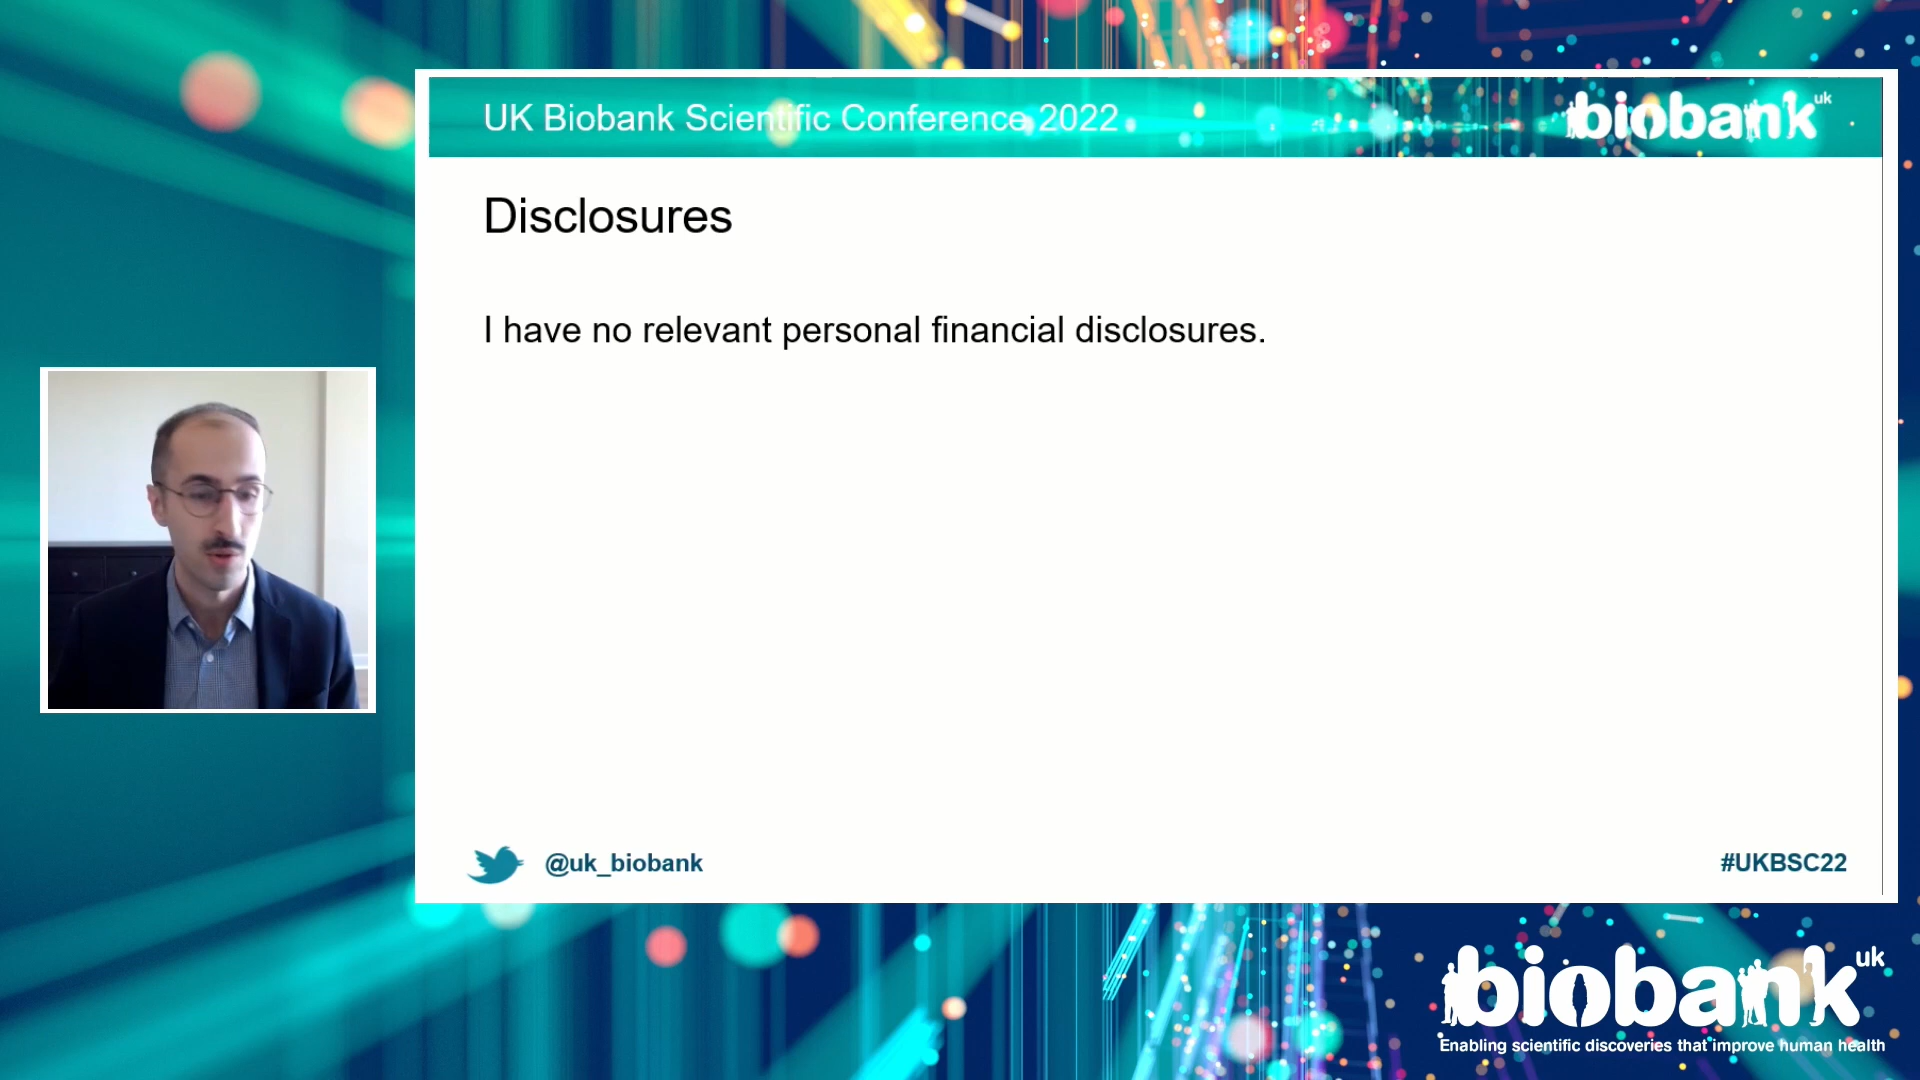 UK Biobank Scientific Conference 2022
biobank uk
Disclosures
I have no relevant personal financial disclosures.
@uk_biobank
#UKBSC22
biobank uk
Enabling scientific discoveries that improve human health